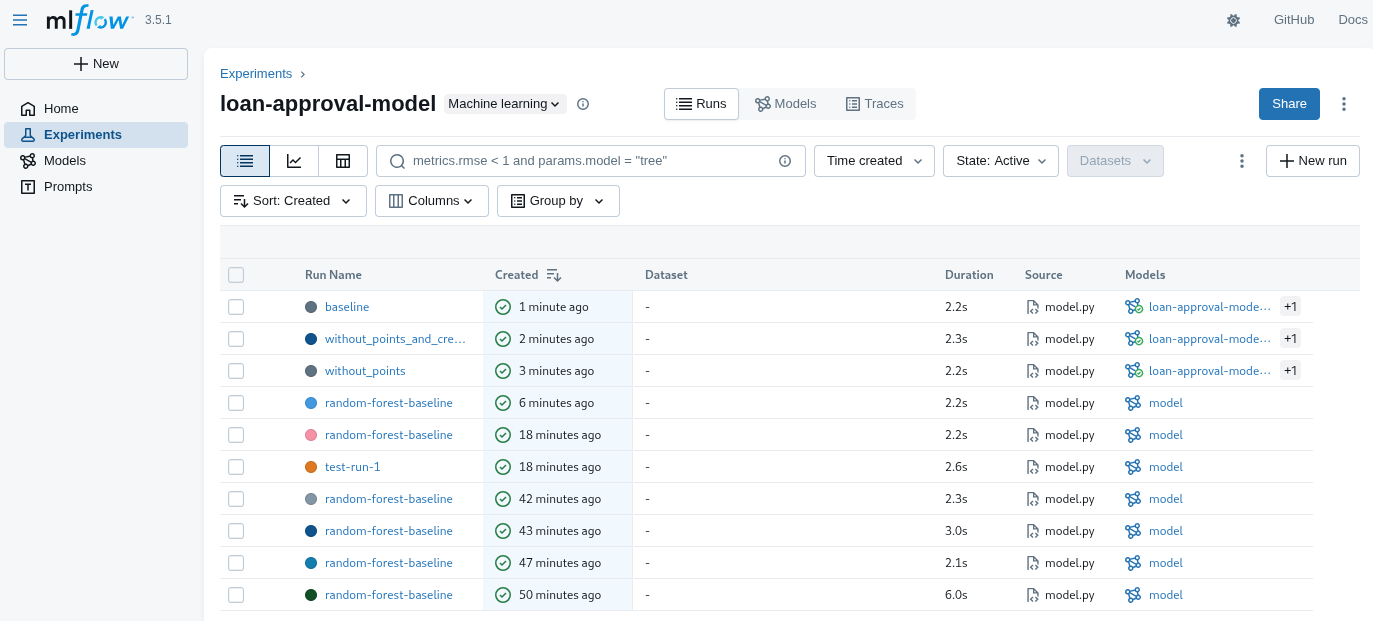 mlflow 3.5.1 GitHub Docs
New
Home
Experiments
Models
Prompts
Experiments ›
loan-approval-model Machine learning Runs Models Traces Share
metrics.rmse < 1 and params.model = "tree" Time created State: Active Datasets New run
Sort: Created Columns Group by
Run Name Created Dataset Duration Source Models
baseline 1 minute ago - 2.2s model.py loan-approval-mode... +1
without_points_and_cre... 2 minutes ago - 2.3s model.py loan-approval-mode... +1
without_points 3 minutes ago - 2.2s model.py loan-approval-mode... +1
random-forest-baseline 6 minutes ago - 2.2s model.py model
random-forest-baseline 18 minutes ago - 2.2s model.py model
test-run-1 18 minutes ago - 2.6s model.py model
random-forest-baseline 42 minutes ago - 2.3s model.py model
random-forest-baseline 43 minutes ago - 3.0s model.py model
random-forest-baseline 47 minutes ago - 2.1s model.py model
random-forest-baseline 50 minutes ago - 6.0s model.py model